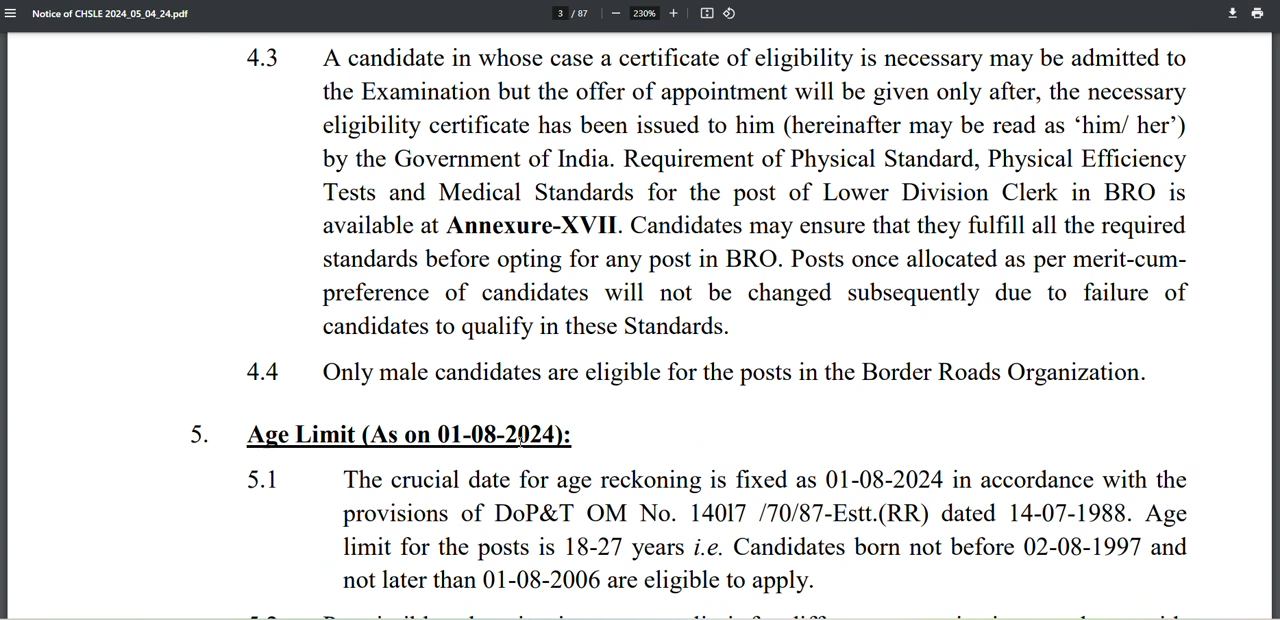 Notice of CHSLE 2024_05_04_24.pdf
3 / 87
230%
4.3 A candidate in whose case a certificate of eligibility is necessary may be admitted to
the Examination but the offer of appointment will be given only after, the necessary
eligibility certificate has been issued to him (hereinafter may be read as ‘him/ her’)
by the Government of India. Requirement of Physical Standard, Physical Efficiency
Tests and Medical Standards for the post of Lower Division Clerk in BRO is
available at Annexure-XVII. Candidates may ensure that they fulfill all the required
standards before opting for any post in BRO. Posts once allocated as per merit-cum-
preference of candidates will not be changed subsequently due to failure of
candidates to qualify in these Standards.
4.4 Only male candidates are eligible for the posts in the Border Roads Organization.
5. Age Limit (As on 01-08-2024):
5.1 The crucial date for age reckoning is fixed as 01-08-2024 in accordance with the
provisions of DoP&T OM No. 140l7 /70/87-Estt.(RR) dated 14-07-1988. Age
limit for the posts is 18-27 years i.e. Candidates born not before 02-08-1997 and
not later than 01-08-2006 are eligible to apply.